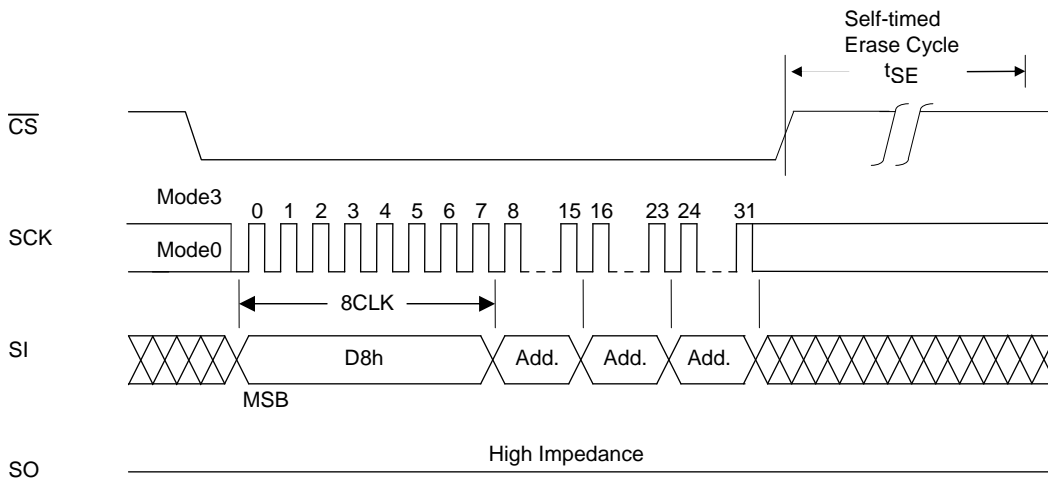 Self-timed
Erase Cycle
tSE
CS
Mode3
0 1 2 3 4 5 6 7 8 15 16 23 24 31
SCK
Mode0
8CLK
SI
D8h Add. Add. Add.
MSB
High Impedance
SO